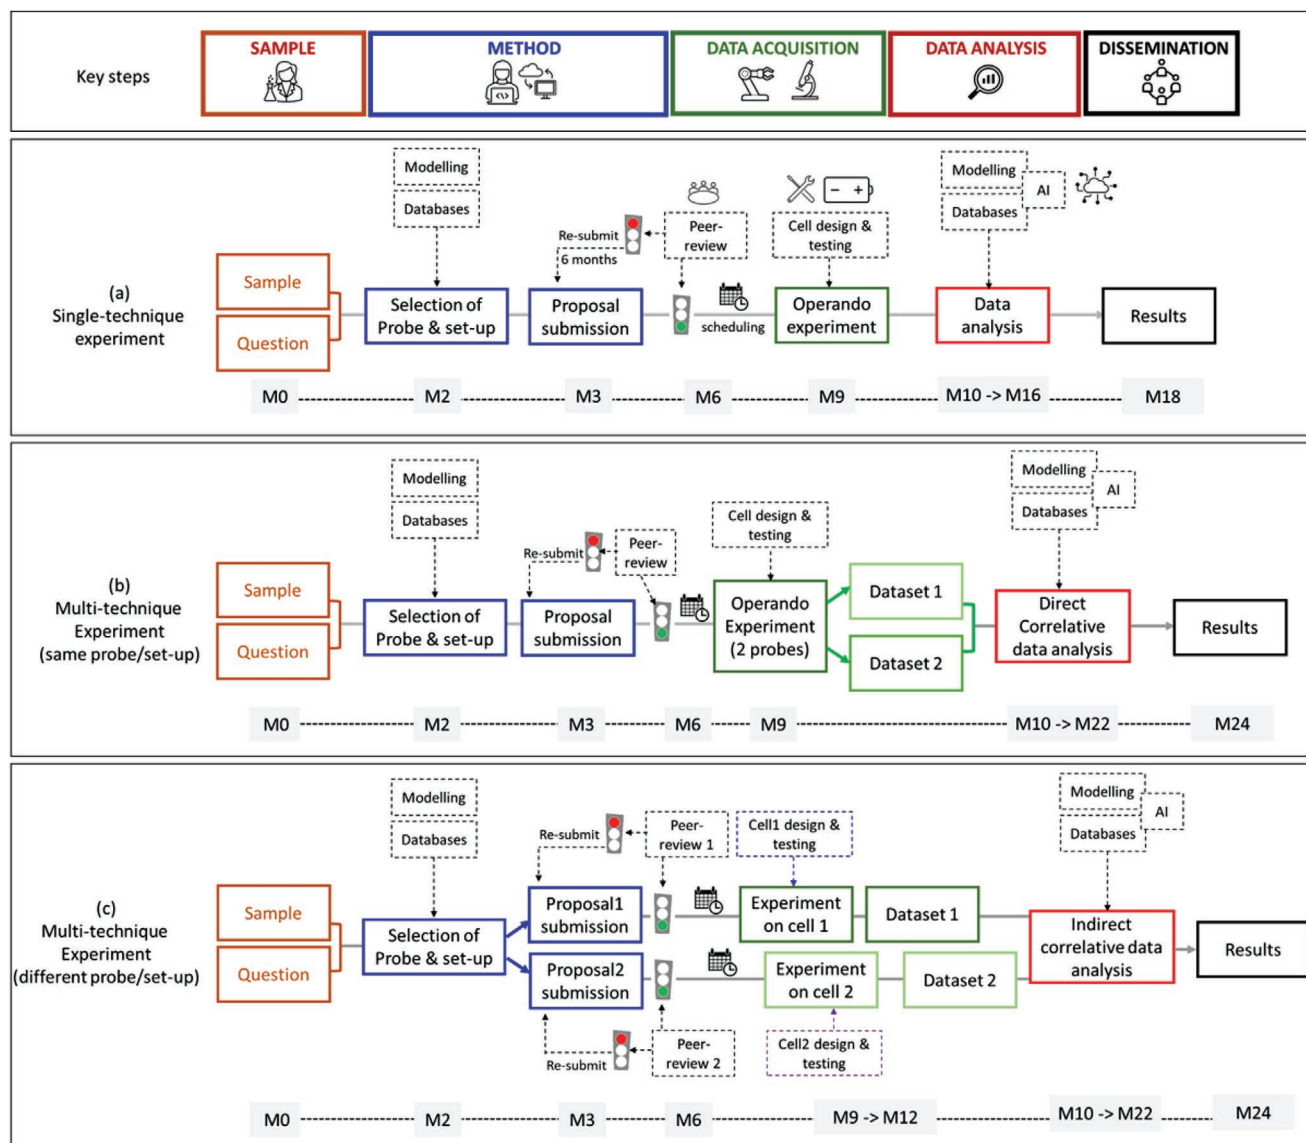 Key steps
SAMPLE
METHOD
DATA ACQUISITION
DATA ANALYSIS
DISSEMINATION
(a)
Single-technique
experiment
Sample
Question
Modelling
Databases
Selection of
Probe & set-up
Proposal
submission
Re-submit
6 months
Peer-
review
scheduling
Cell design &
testing
Operando
experiment
Modelling
AI
Databases
Data
analysis
Results
M0
M2
M3
M6
M9
M10 -> M16
M18
(b)
Multi-technique
Experiment
(same probe/set-up)
Sample
Question
Modelling
Databases
Selection of
Probe & set-up
Proposal
submission
Re-submit
Peer-
review
Cell design &
testing
Operando
Experiment
(2 probes)
Dataset 1
Dataset 2
Modelling
AI
Databases
Direct
Correlative
data analysis
Results
M0
M2
M3
M6
M9
M10 -> M22
M24
(c)
Multi-technique
Experiment
(different probe/set-up)
Sample
Question
Modelling
Databases
Selection of
Probe & set-up
Re-submit
Peer-
review 1
Proposal1
submission
Proposal2
submission
Re-submit
Peer-
review 2
Cell1 design &
testing
Experiment
on cell 1
Dataset 1
Experiment
on cell 2
Dataset 2
Cell2 design &
testing
Modelling
AI
Databases
Indirect
correlative data
analysis
Results
M0
M2
M3
M6
M9 -> M12
M10 -> M22
M24